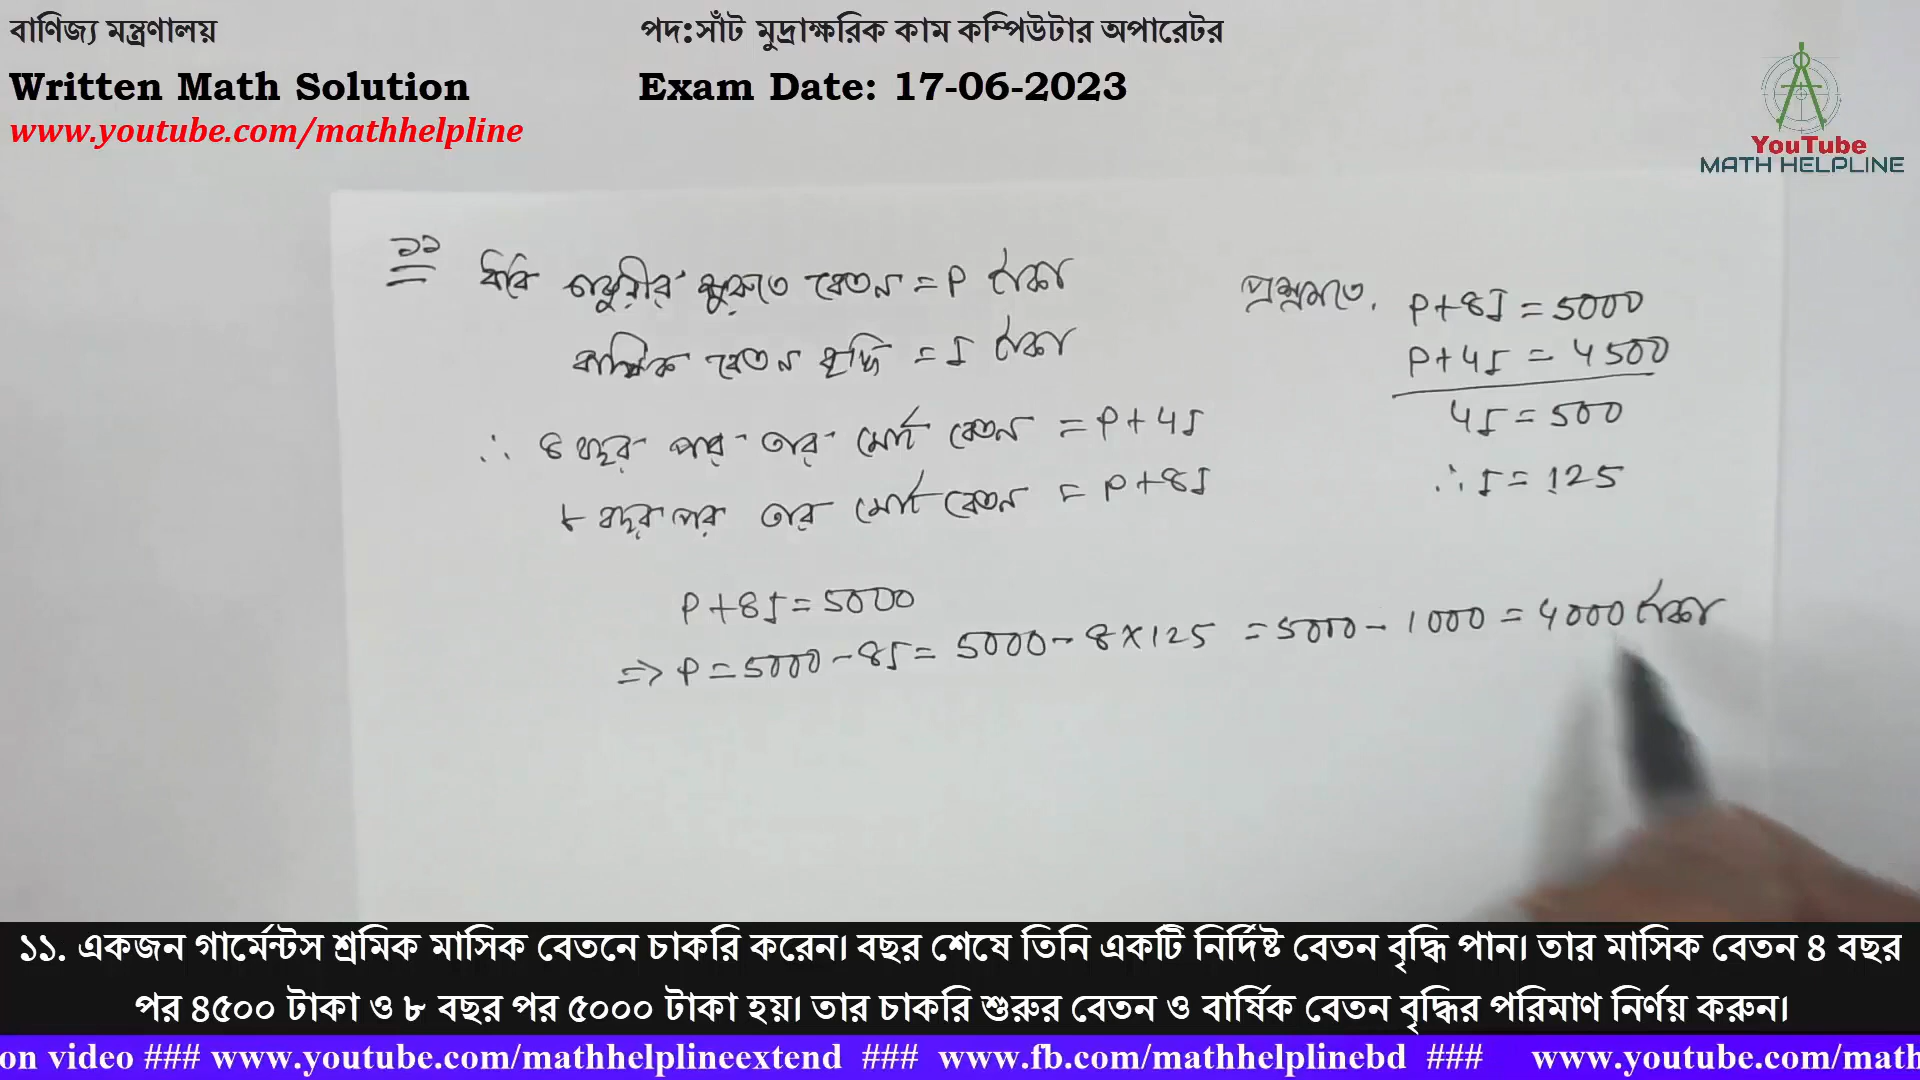 বাণিজ্য মন্ত্রণালয়
পদ:সাঁট মুদ্রাক্ষরিক কাম কম্পিউটার অপারেটর
Written Math Solution
Exam Date: 17-06-2023
www.youtube.com/mathhelpline
YouTube
MATH HELPLINE
১১
ধরি চাকুরীর শুরুতে বেতন = P টাকা
বার্ষিক বেতন বৃদ্ধি = I টাকা
∴ ৪ বছর পর তার মোট বেতন = P+4I
৮ বছর পর তার মোট বেতন = P+8I
প্রশ্নমতে, P+8I = 5000
P+4I = 4500
4I = 500
∴ I = 125
P+8I = 5000
=> P = 5000-8I = 5000-8×125 = 5000-1000 = 4000 টাকা
১১. একজন গার্মেন্টস শ্রমিক মাসিক বেতনে চাকরি করেন। বছর শেষে তিনি একটি নির্দিষ্ট বেতন বৃদ্ধি পান। তার মাসিক বেতন ৪ বছর
পর ৪৫০০ টাকা ও ৮ বছর পর ৫০০০ টাকা হয়। তার চাকরি শুরুর বেতন ও বার্ষিক বেতন বৃদ্ধির পরিমাণ নির্ণয় করুন।
on video ### www.youtube.com/mathhelplineextend ### www.fb.com/mathhelplinebd ### www.youtube.com/math